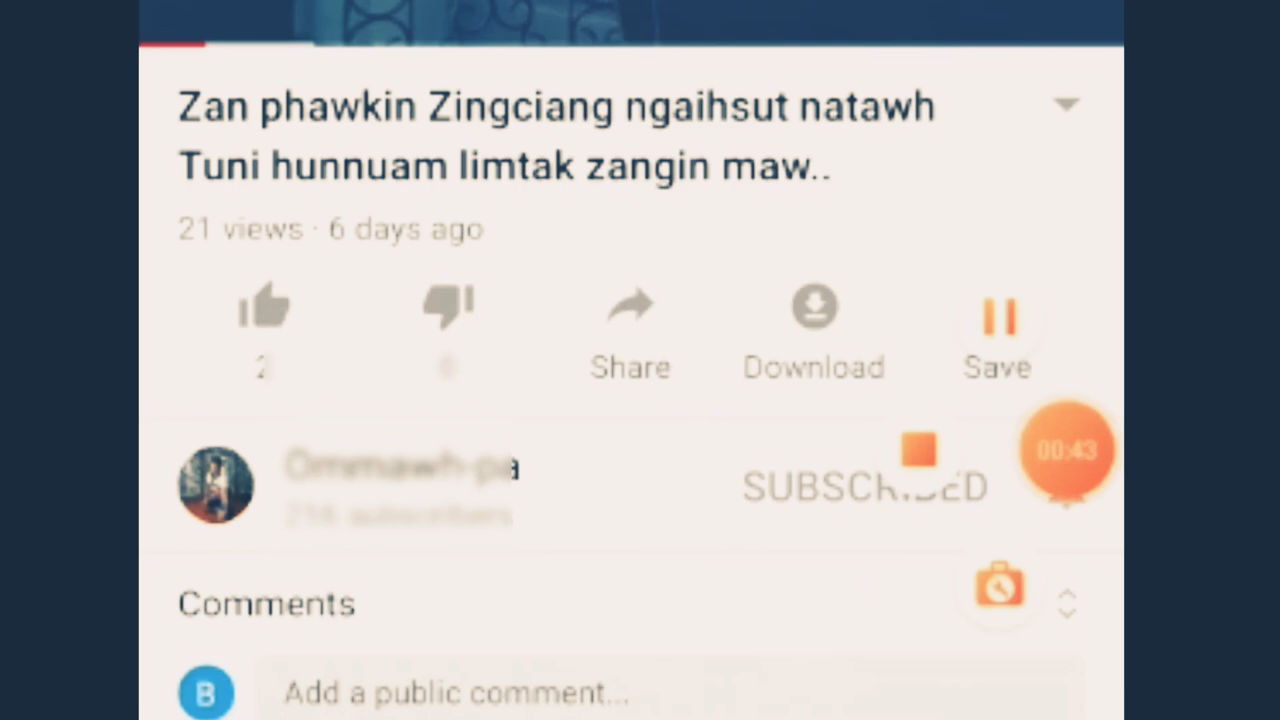 Zan phawkin Zingciang ngaihsut natawh
Tuni hunnuam limtak zangin maw..
21 views · 6 days ago
2
Share
Download
Save
00:43
Comments
B
Add a public comment...